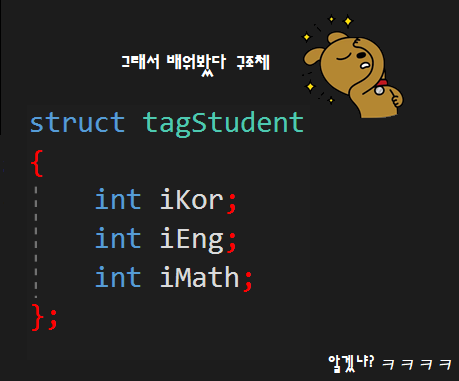 그래서 배워봤다 구조체
struct tagStudent
{
int iKor;
int iEng;
int iMath;
};
알겠냐? ㅋㅋㅋㅋ